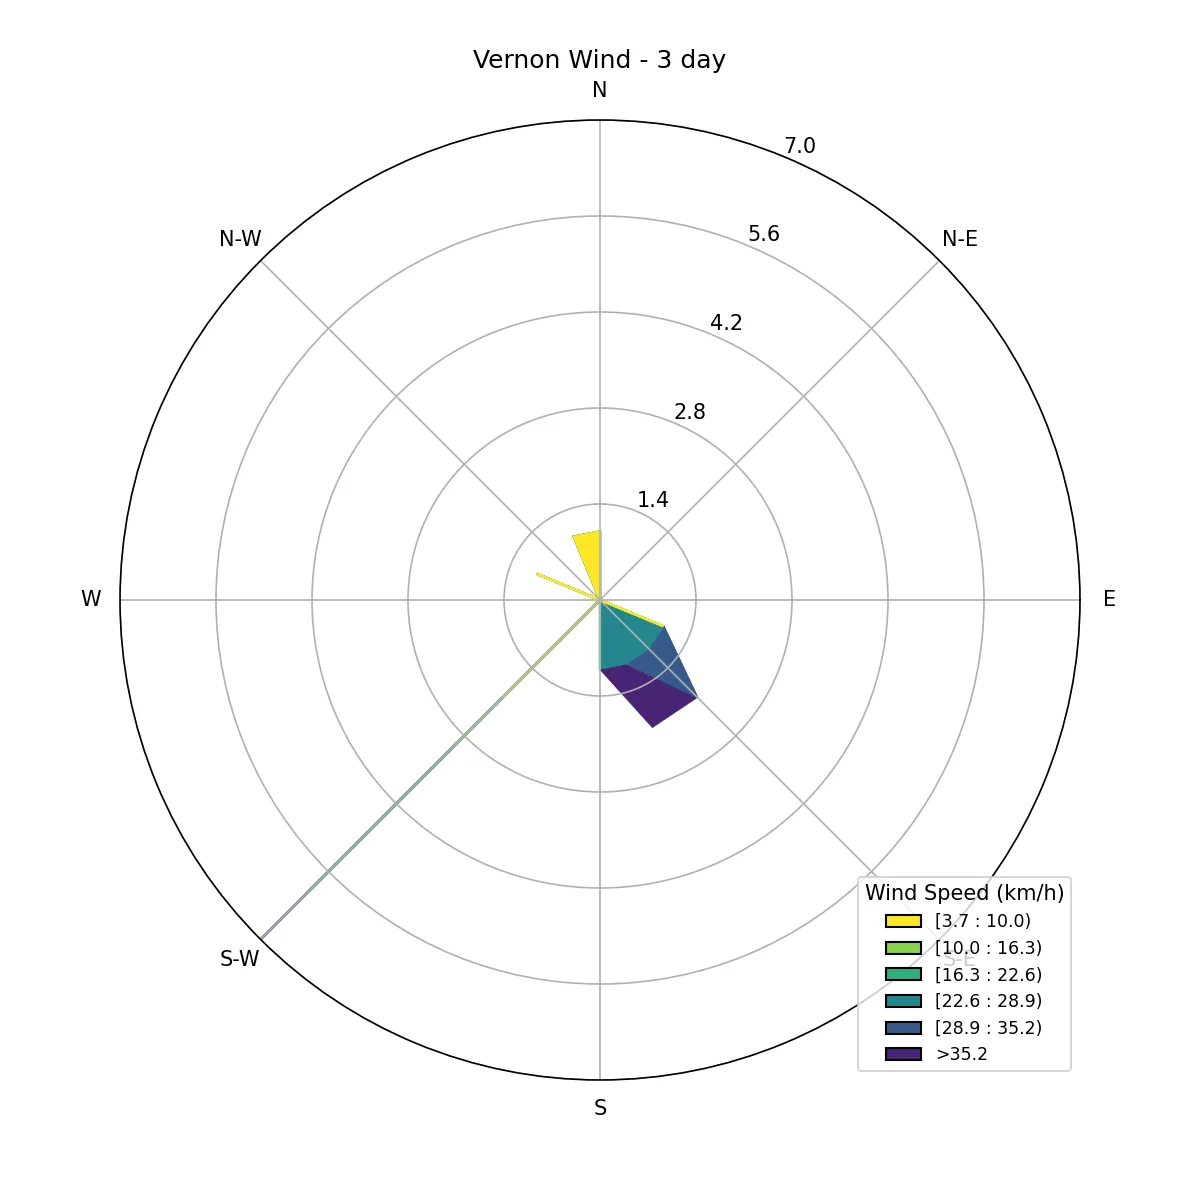 Vernon Wind - 3 day
N
7.0
N-W
5.6
N-E
4.2
2.8
1.4
W
E
S-W
S-E
S
Wind Speed (km/h)
[3.7 : 10.0)
[10.0 : 16.3)
[16.3 : 22.6)
[22.6 : 28.9)
[28.9 : 35.2)
>35.2